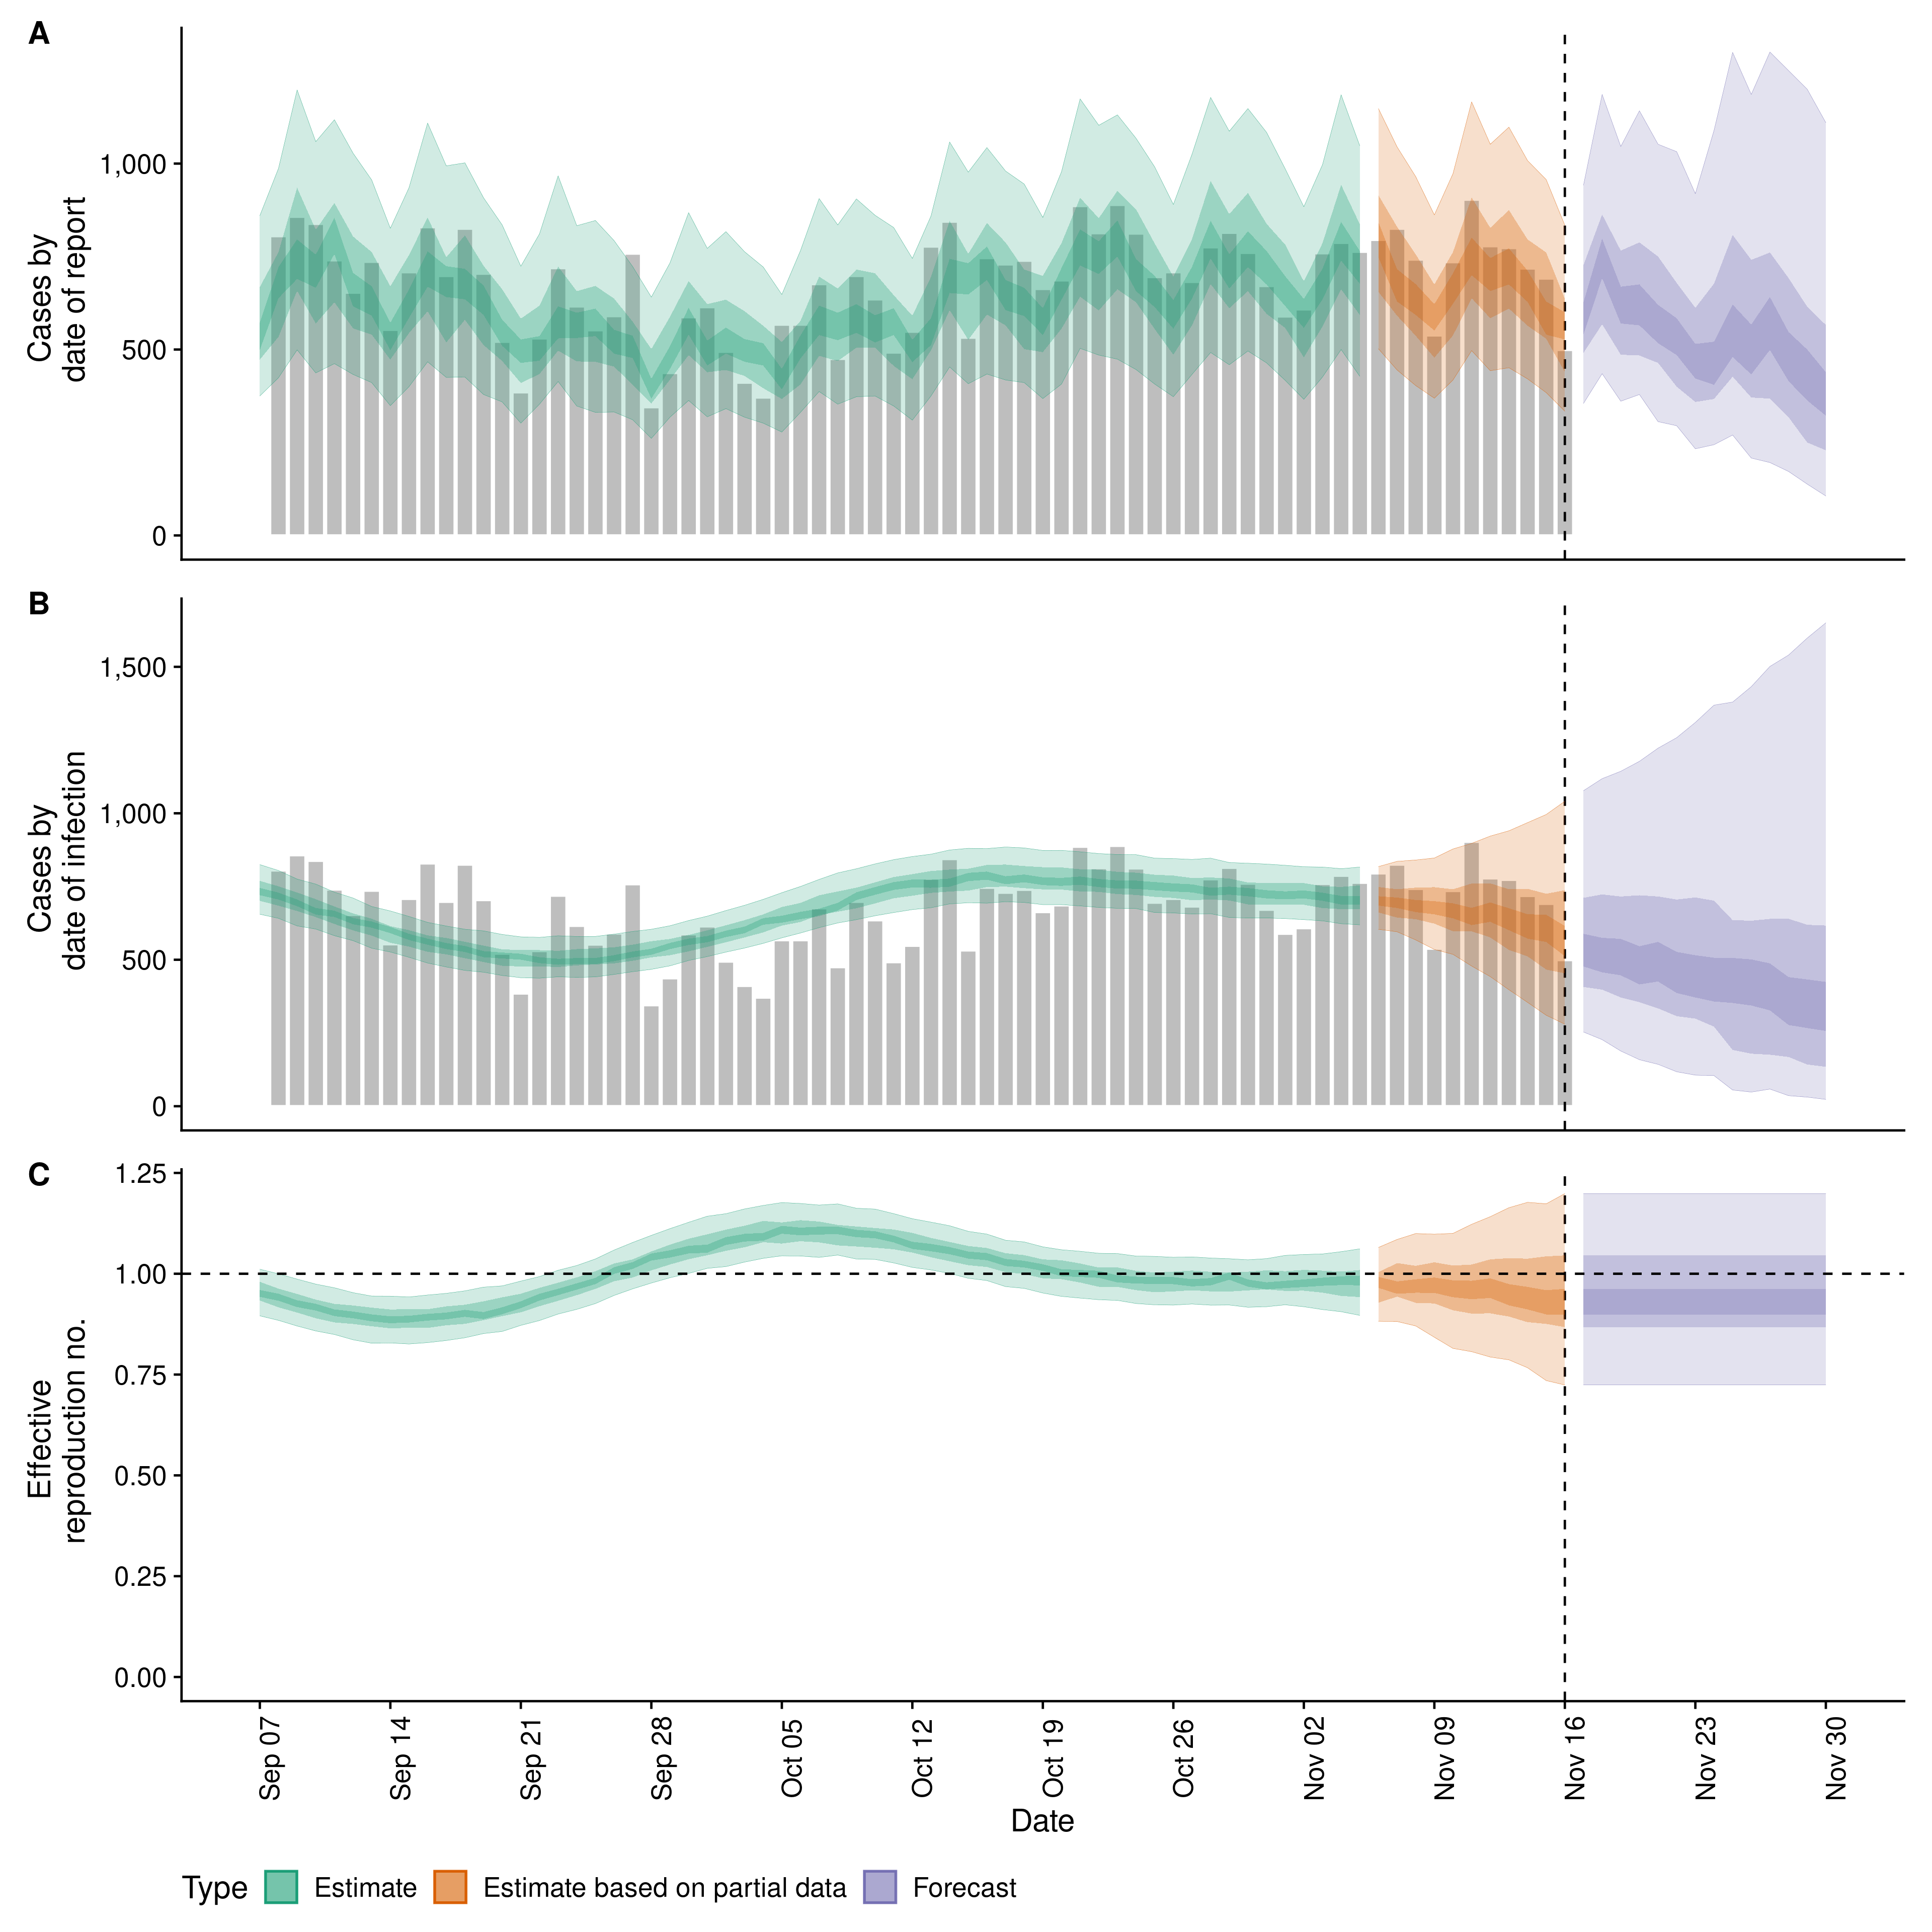 A
Cases by
date of report
1,000
500
0
B
Cases by
date of infection
1,500
1,000
500
0
C
Effective
reproduction no.
1.25
1.00
0.75
0.50
0.25
0.00
Sep 07
Sep 14
Sep 21
Sep 28
Oct 05
Oct 12
Oct 19
Oct 26
Nov 02
Nov 09
Nov 16
Nov 23
Nov 30
Date
Type Estimate Estimate based on partial data Forecast